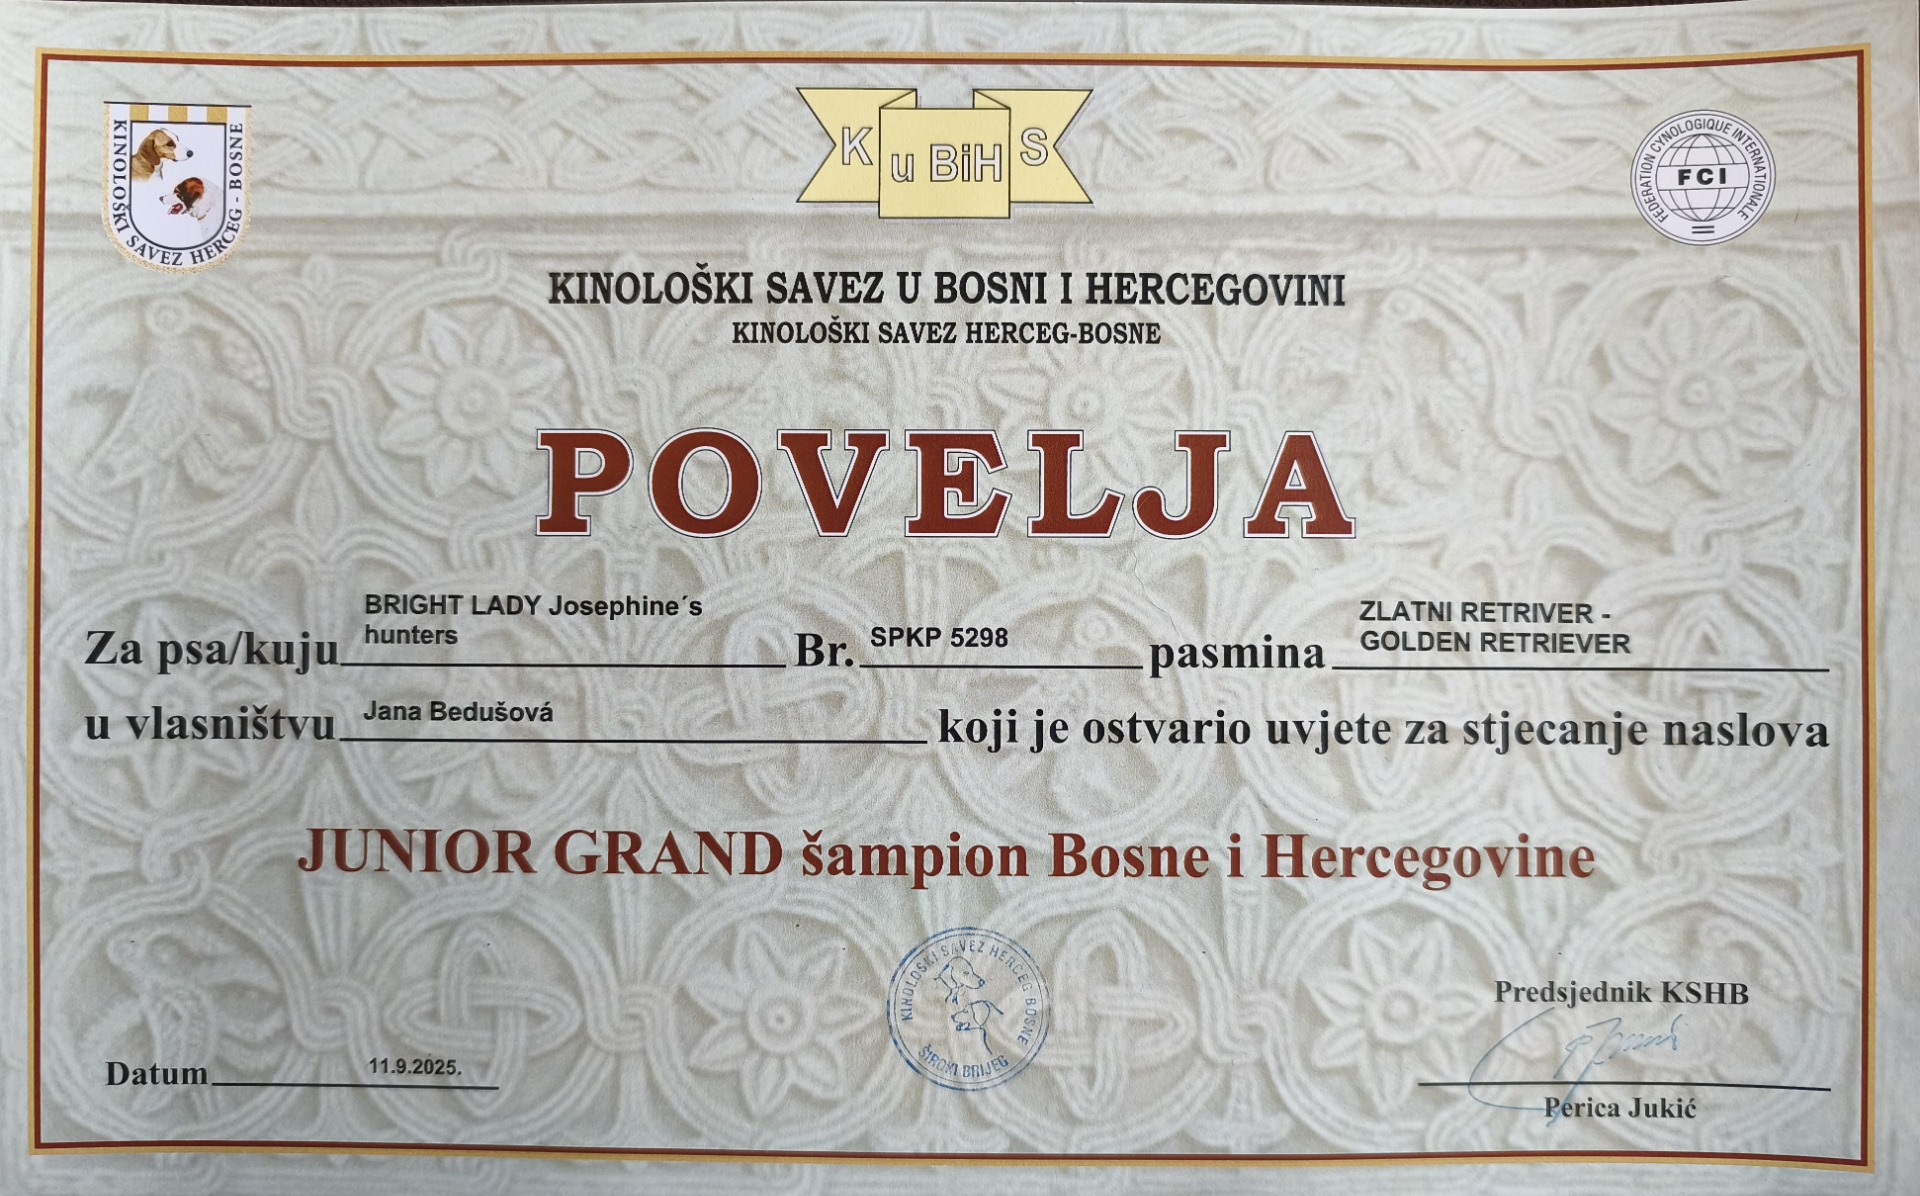 KINOLOŠKI SAVEZ HERCEG - BOSNE
K u BiH S
FEDERATION CYNOLOGIQUE INTERNATIONALE
FCI
KINOLOŠKI SAVEZ U BOSNI I HERCEGOVINI
KINOLOŠKI SAVEZ HERCEG-BOSNE
POVELJA
Za psa/kuju BRIGHT LADY Josephine´s hunters Br. SPKP 5298 pasmina ZLATNI RETRIVER - GOLDEN RETRIEVER
u vlasništvu Jana Bedušová koji je ostvario uvjete za stjecanje naslova
JUNIOR GRAND šampion Bosne i Hercegovine
KINOLOŠKI SAVEZ HERCEG BOSNE
ŠIROKI BRIJEG
Predsjednik KSHB
Datum 11.9.2025.
Perica Jukić